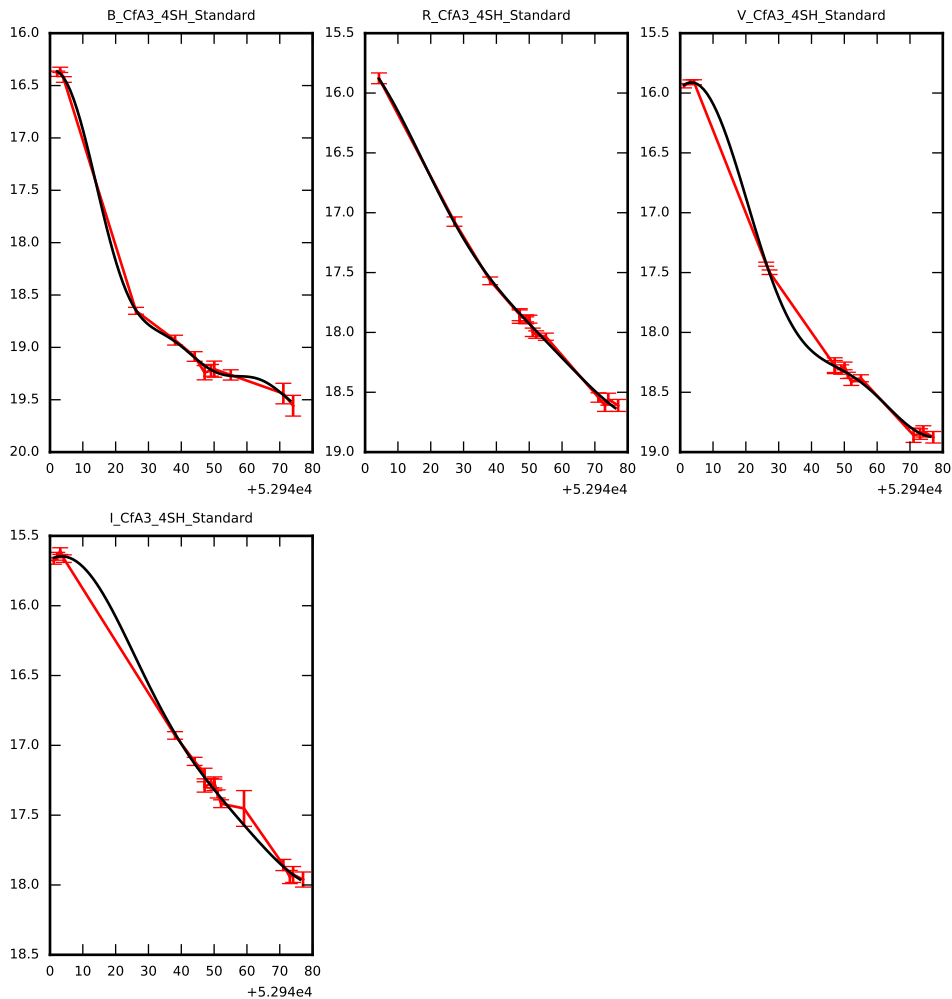 B_CfA3_4SH_Standard
16.0
16.5
17.0
17.5
18.0
18.5
19.0
19.5
20.0
0 10 20 30 40 50 60 70 80
+5.294e4
R_CfA3_4SH_Standard
15.5
16.0
16.5
17.0
17.5
18.0
18.5
19.0
0 10 20 30 40 50 60 70 80
+5.294e4
V_CfA3_4SH_Standard
15.5
16.0
16.5
17.0
17.5
18.0
18.5
19.0
0 10 20 30 40 50 60 70 80
+5.294e4
I_CfA3_4SH_Standard
15.5
16.0
16.5
17.0
17.5
18.0
18.5
0 10 20 30 40 50 60 70 80
+5.294e4